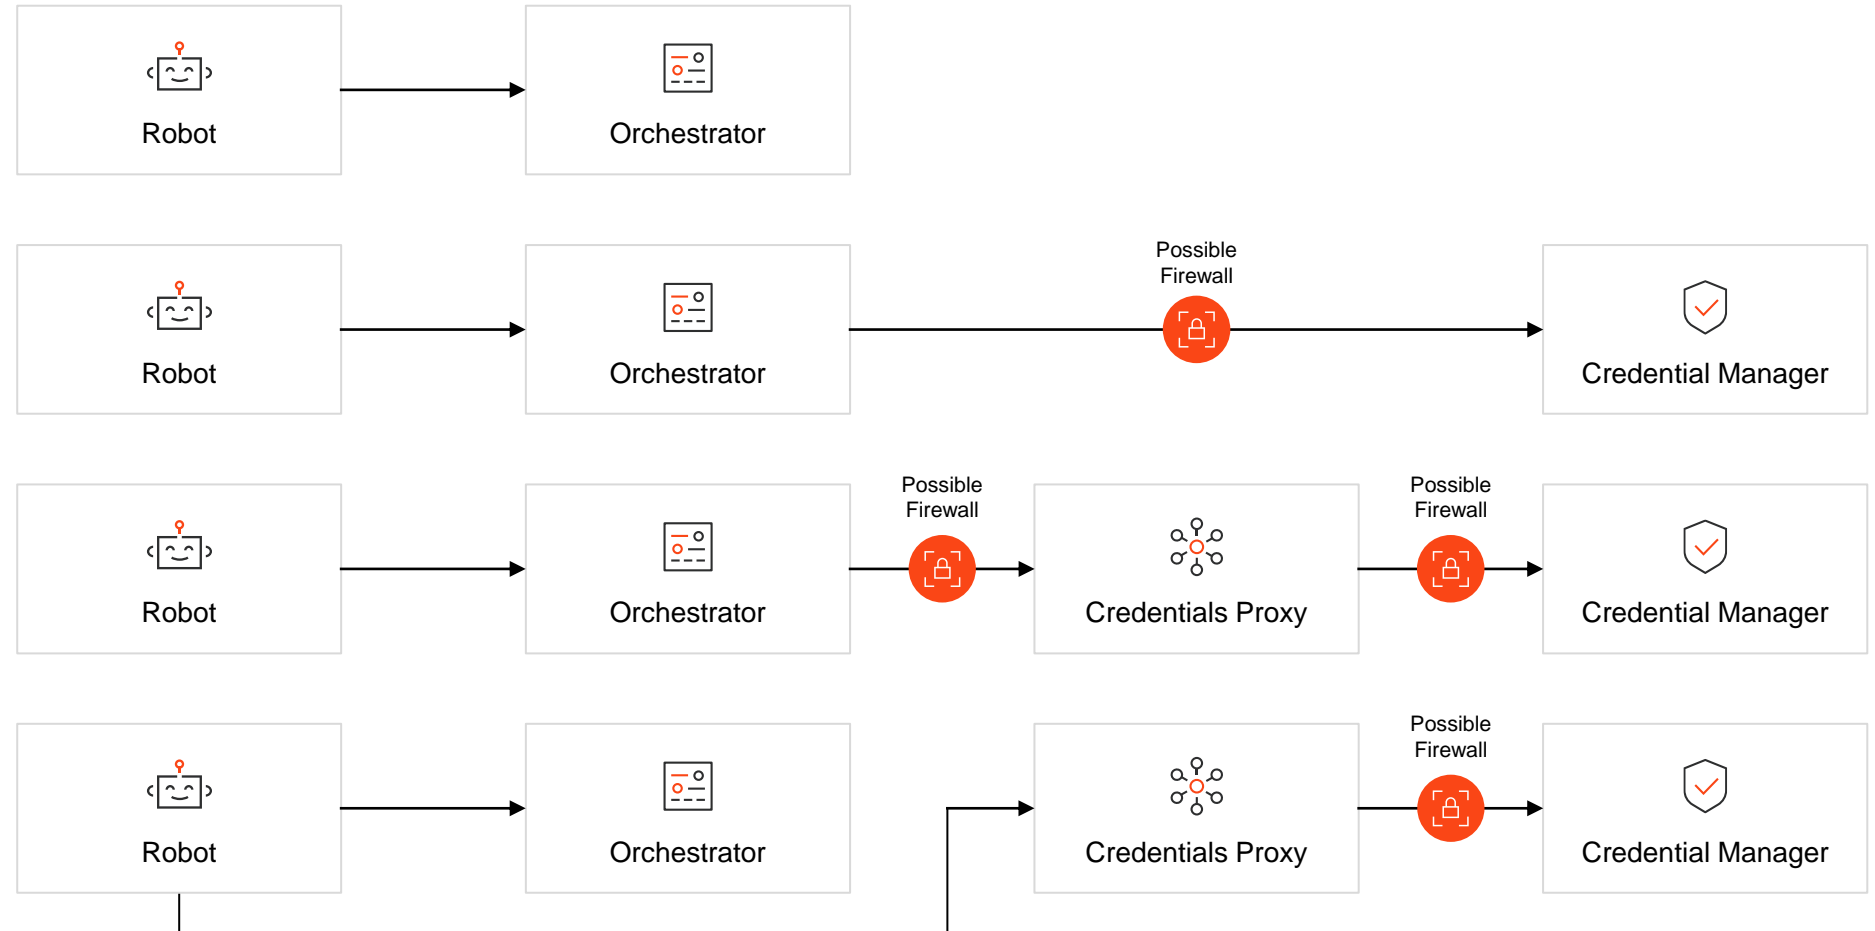 Robot
Orchestrator
Possible
Firewall
Robot
Orchestrator
Credential Manager
Possible
Firewall
Possible
Firewall
Robot
Orchestrator
Credentials Proxy
Credential Manager
Possible
Firewall
Robot
Orchestrator
Credentials Proxy
Credential Manager